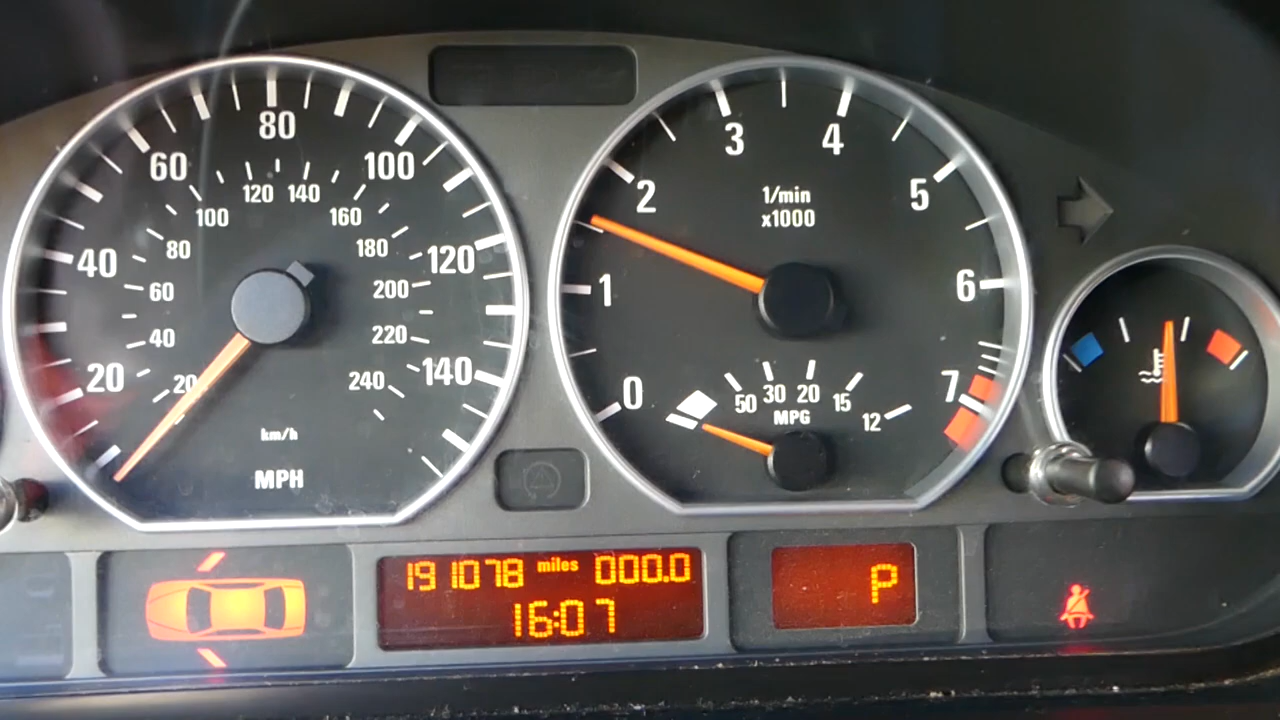 20 40 60 80 100 120 140
20 40 60 80 100 120 140 160 180 200 220 240
km/h
MPH
0 1 2 3 4 5 6 7
1/min
x1000
50 30 20 15 12
MPG
191078 miles 000.0
16:07
P